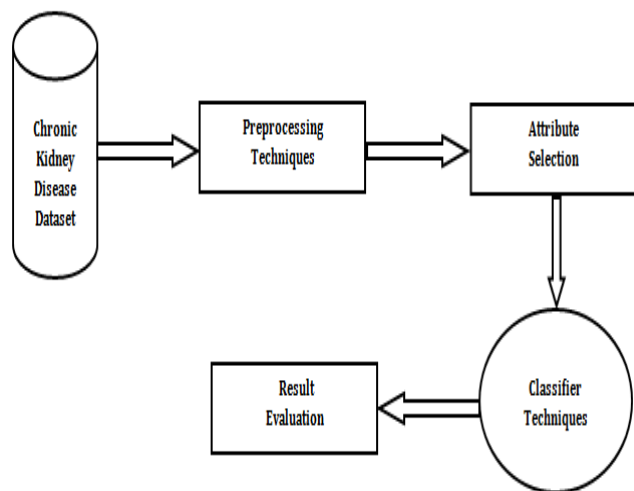 Chronic
Kidney
Disease
Dataset
Preprocessing
Techniques
Attribute
Selection
Classifier
Techniques
Result
Evaluation